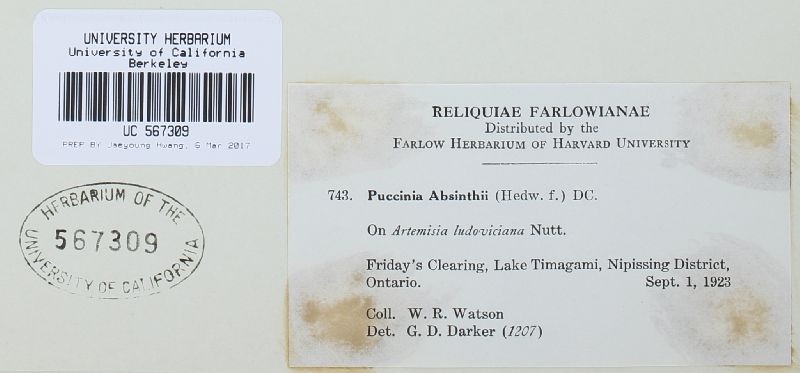 UNIVERSITY HERBARIUM
University of California
Berkeley
UC 567309
PREP BY Jaeyoung Hwang, 6 Mar 2017
HERBARIUM OF THE
567309
UNIVERSITY OF CALIFORNIA
RELIQUIAE FARLOWIANAE
Distributed by the
FARLOW HERBARIUM OF HARVARD UNIVERSITY
743. Puccinia Absinthii (Hedw. f.) DC.
On Artemisia ludoviciana Nutt.
Friday's Clearing, Lake Timagami, Nipissing District,
Ontario. Sept. 1, 1923
Coll. W. R. Watson
Det. G. D. Darker (1207)